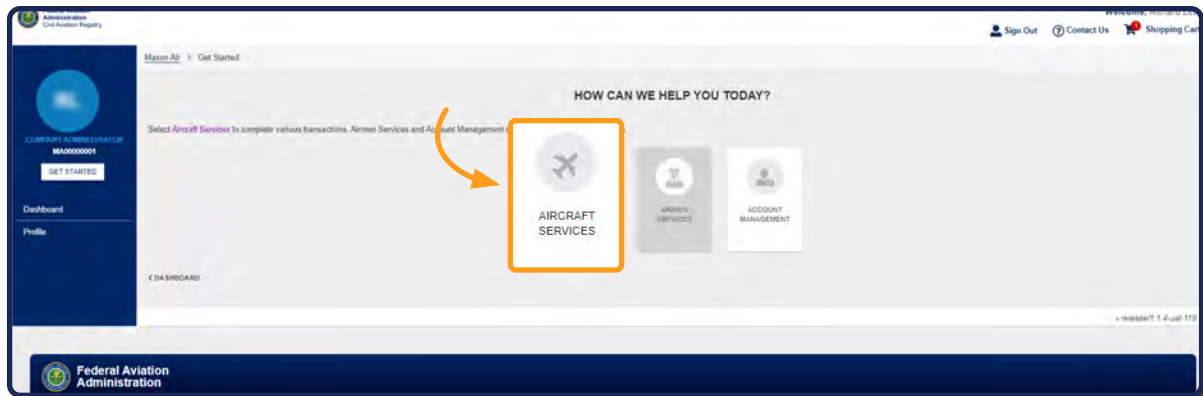 Administration
Civil Aviation Registry
Welcome,
Sign Out
Contact Us
1
Shopping Cart
Mason Air > Get Started
HOW CAN WE HELP YOU TODAY?
Select Aircraft Services to complete various transactions. Airmen Services and Account Management
COMPANY ADMINISTRATOR
MA00000001
GET STARTED
Dashboard
Profile
AIRCRAFT
SERVICES
AIRMEN
SERVICES
ACCOUNT
MANAGEMENT
< DASHBOARD
Federal Aviation
Administration